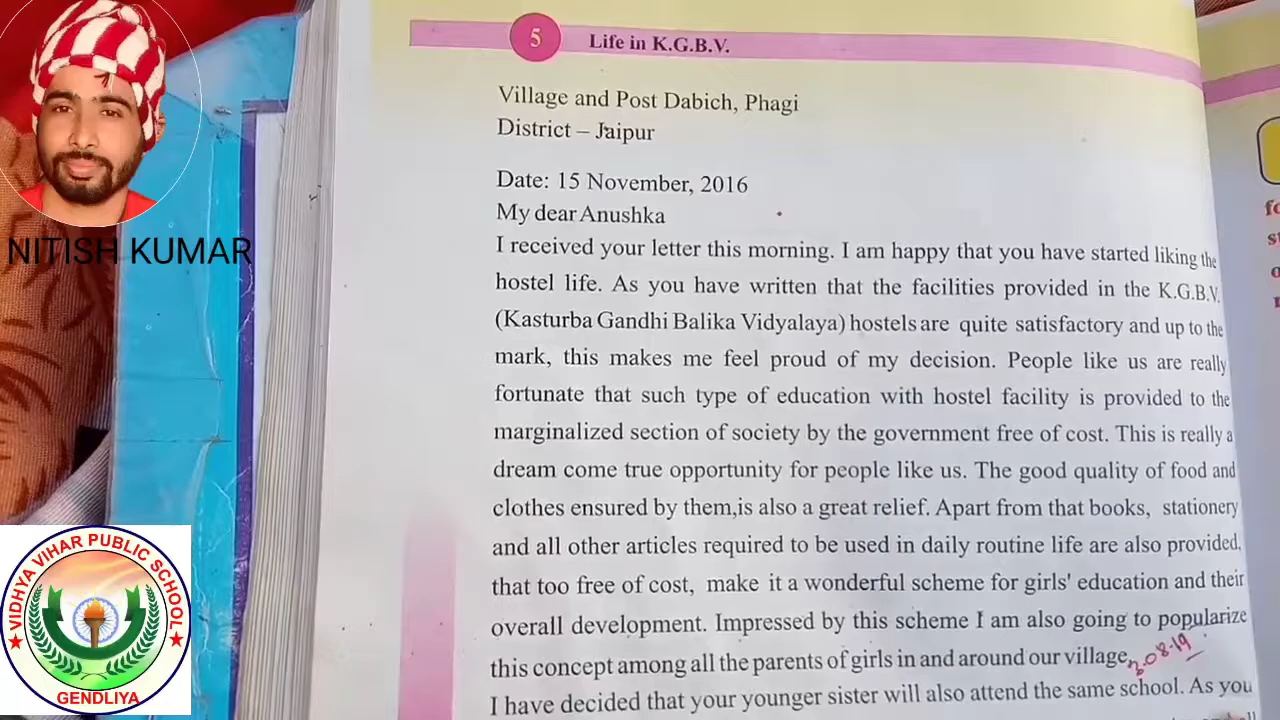 5 Life in K.G.B.V.
Village and Post Dabich, Phagi
District – Jaipur
Date: 15 November, 2016
My dear Anushka
I received your letter this morning. I am happy that you have started liking the
hostel life. As you have written that the facilities provided in the K.G.B.V.
(Kasturba Gandhi Balika Vidyalaya) hostels are quite satisfactory and up to the
mark, this makes me feel proud of my decision. People like us are really
fortunate that such type of education with hostel facility is provided to the
marginalized section of society by the government free of cost. This is really a
dream come true opportunity for people like us. The good quality of food and
clothes ensured by them,is also a great relief. Apart from that books, stationery
and all other articles required to be used in daily routine life are also provided,
that too free of cost, make it a wonderful scheme for girls' education and their
overall development. Impressed by this scheme I am also going to popularize
this concept among all the parents of girls in and around our village.
I have decided that your younger sister will also attend the same school. As you
NITISH KUMAR
VIDHYA VIHAR PUBLIC SCHOOL
GENDLIYA